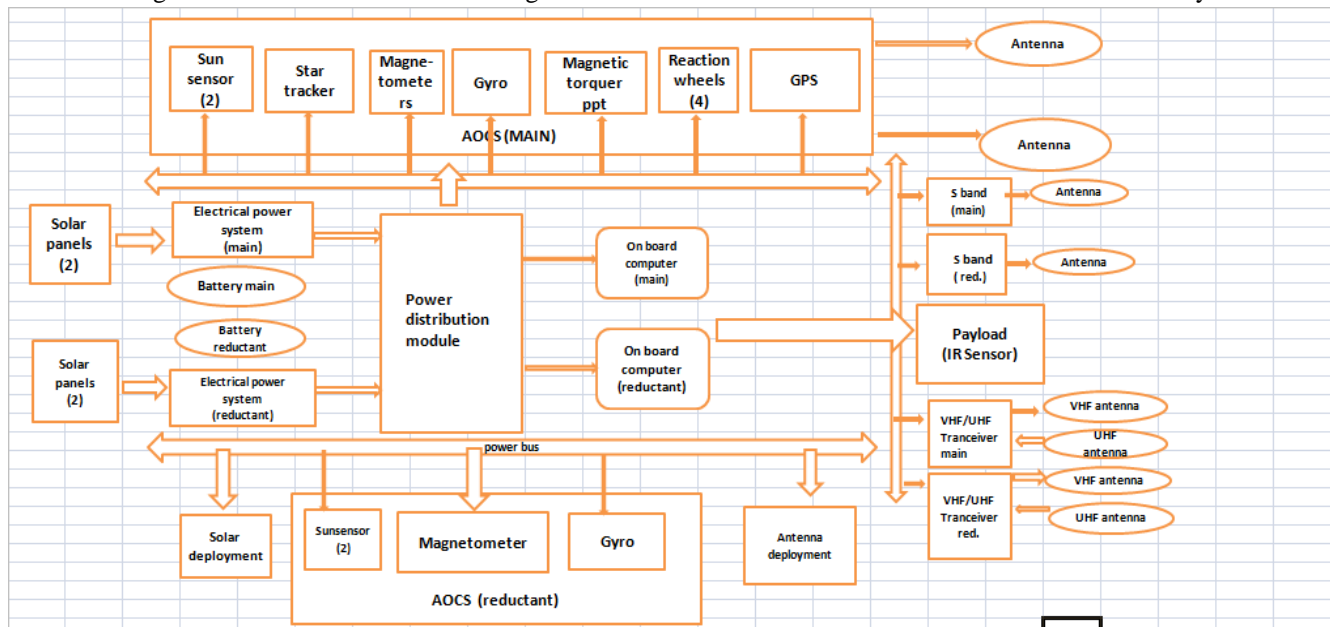 Antenna
Sun
sensor
(2)
Star
tracker
Magne-
tomete
rs
Gyro
Magnetic
torquer
ppt
Reaction
wheels
(4)
GPS
AOCS (MAIN)
Antenna
S band
(main)
Antenna
Solar
panels
(2)
Electrical power
system
(main)
On board
computer
(main)
S band
( red.)
Antenna
Battery main
Power
distribution
module
Battery
reductant
Payload
(IR Sensor)
On board
computer
(reductant)
Solar
panels
(2)
Electrical power
system
(reductant)
VHF/UHF
Tranceiver
main
VHF antenna
UHF
antenna
power bus
VHF/UHF
Tranceiver
red.
VHF antenna
UHF antenna
Solar
deployment
Sunsensor
(2)
Magnetometer
Gyro
Antenna
deployment
AOCS (reductant)